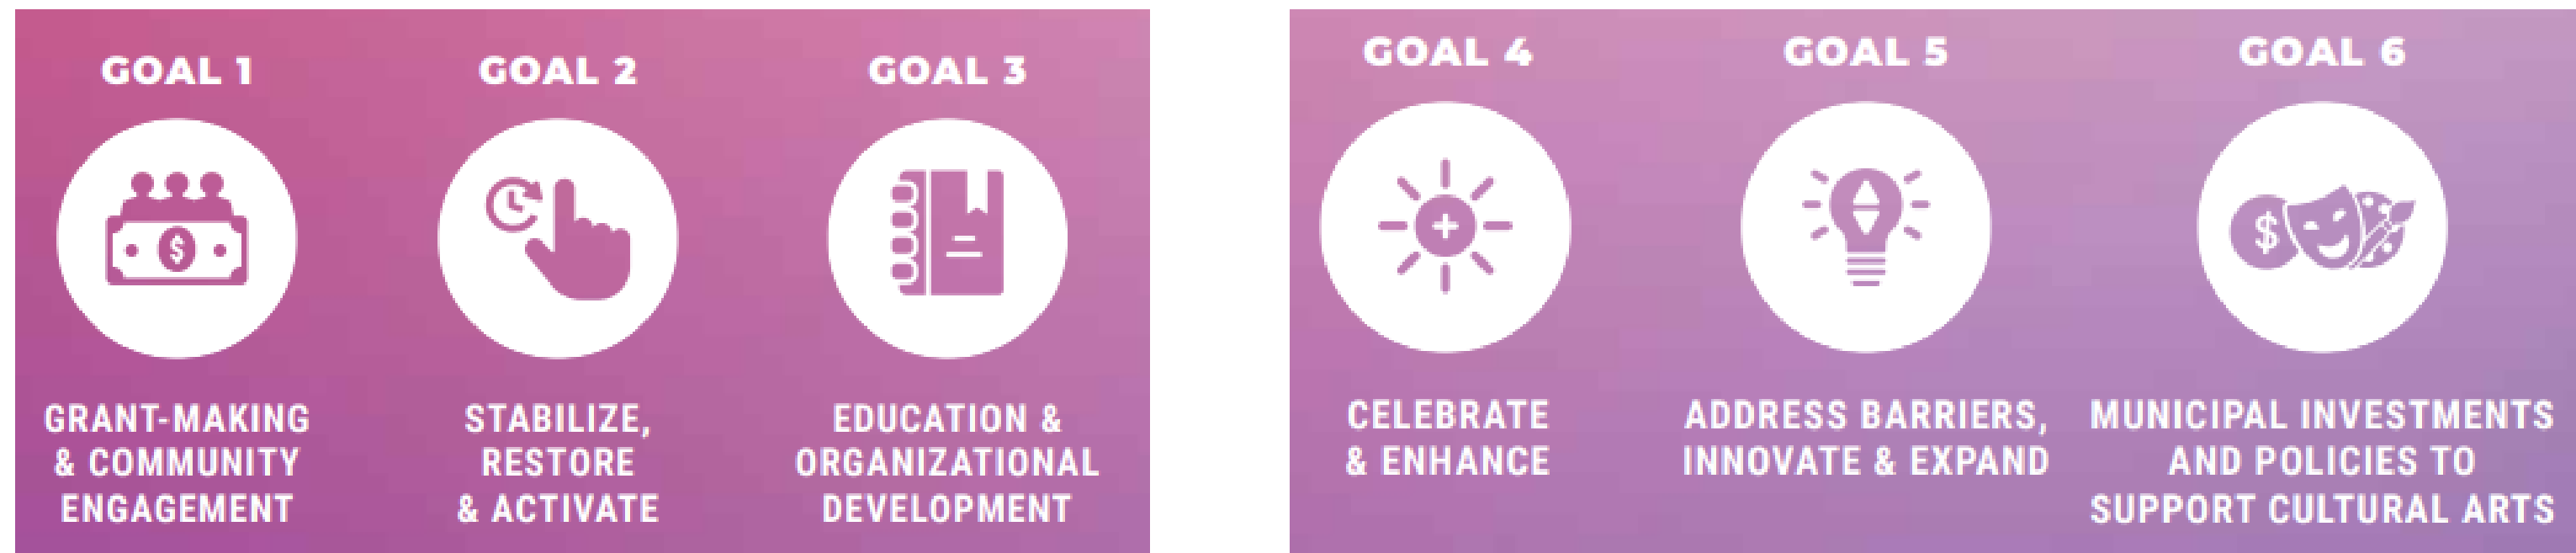 GOAL 1
GRANT-MAKING
& COMMUNITY
ENGAGEMENT
GOAL 2
STABILIZE,
RESTORE
& ACTIVATE
GOAL 3
EDUCATION &
ORGANIZATIONAL
DEVELOPMENT
GOAL 4
CELEBRATE
& ENHANCE
GOAL 5
ADDRESS BARRIERS,
INNOVATE & EXPAND
GOAL 6
$
$
MUNICIPAL INVESTMENTS
AND POLICIES TO
SUPPORT CULTURAL ARTS